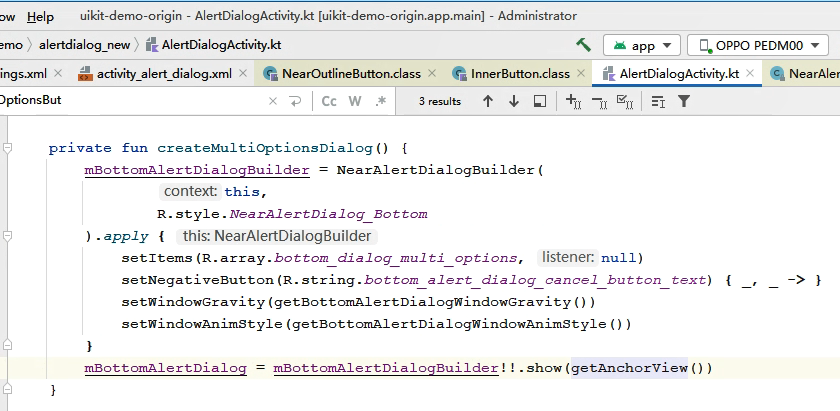 ow Help uikit-demo-origin - AlertDialogActivity.kt [uikit-demo-origin.app.main] - Administrator
emo alertdialog_new AlertDialogActivity.kt app OPPO PEDM00
ings.xml activity_alert_dialog.xml NearOutlineButton.class InnerButton.class AlertDialogActivity.kt NearAler
OptionsBut Cc W .* 3 results
private fun createMultiOptionsDialog() {
mBottomAlertDialogBuilder = NearAlertDialogBuilder(
context: this,
R.style.NearAlertDialog_Bottom
).apply { this: NearAlertDialogBuilder
setItems(R.array.bottom_dialog_multi_options, listener: null)
setNegativeButton(R.string.bottom_alert_dialog_cancel_button_text) { _, _ -> }
setWindowGravity(getBottomAlertDialogWindowGravity())
setWindowAnimStyle(getBottomAlertDialogWindowAnimStyle())
}
mBottomAlertDialog = mBottomAlertDialogBuilder!!.show(getAnchorView())
}